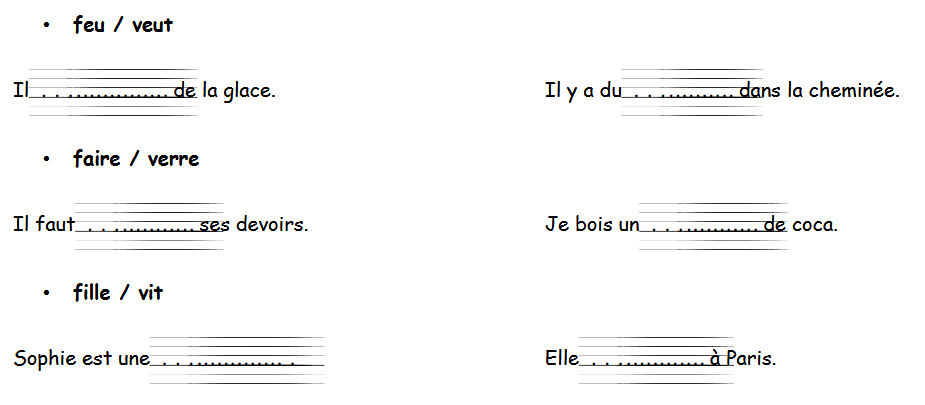 • feu / veut
Il .................. de la glace. Il y a du .............. dans la cheminée.
• faire / verre
Il faut .............. ses devoirs. Je bois un .............. de coca.
• fille / vit
Sophie est une .................. Elle ................ à Paris.